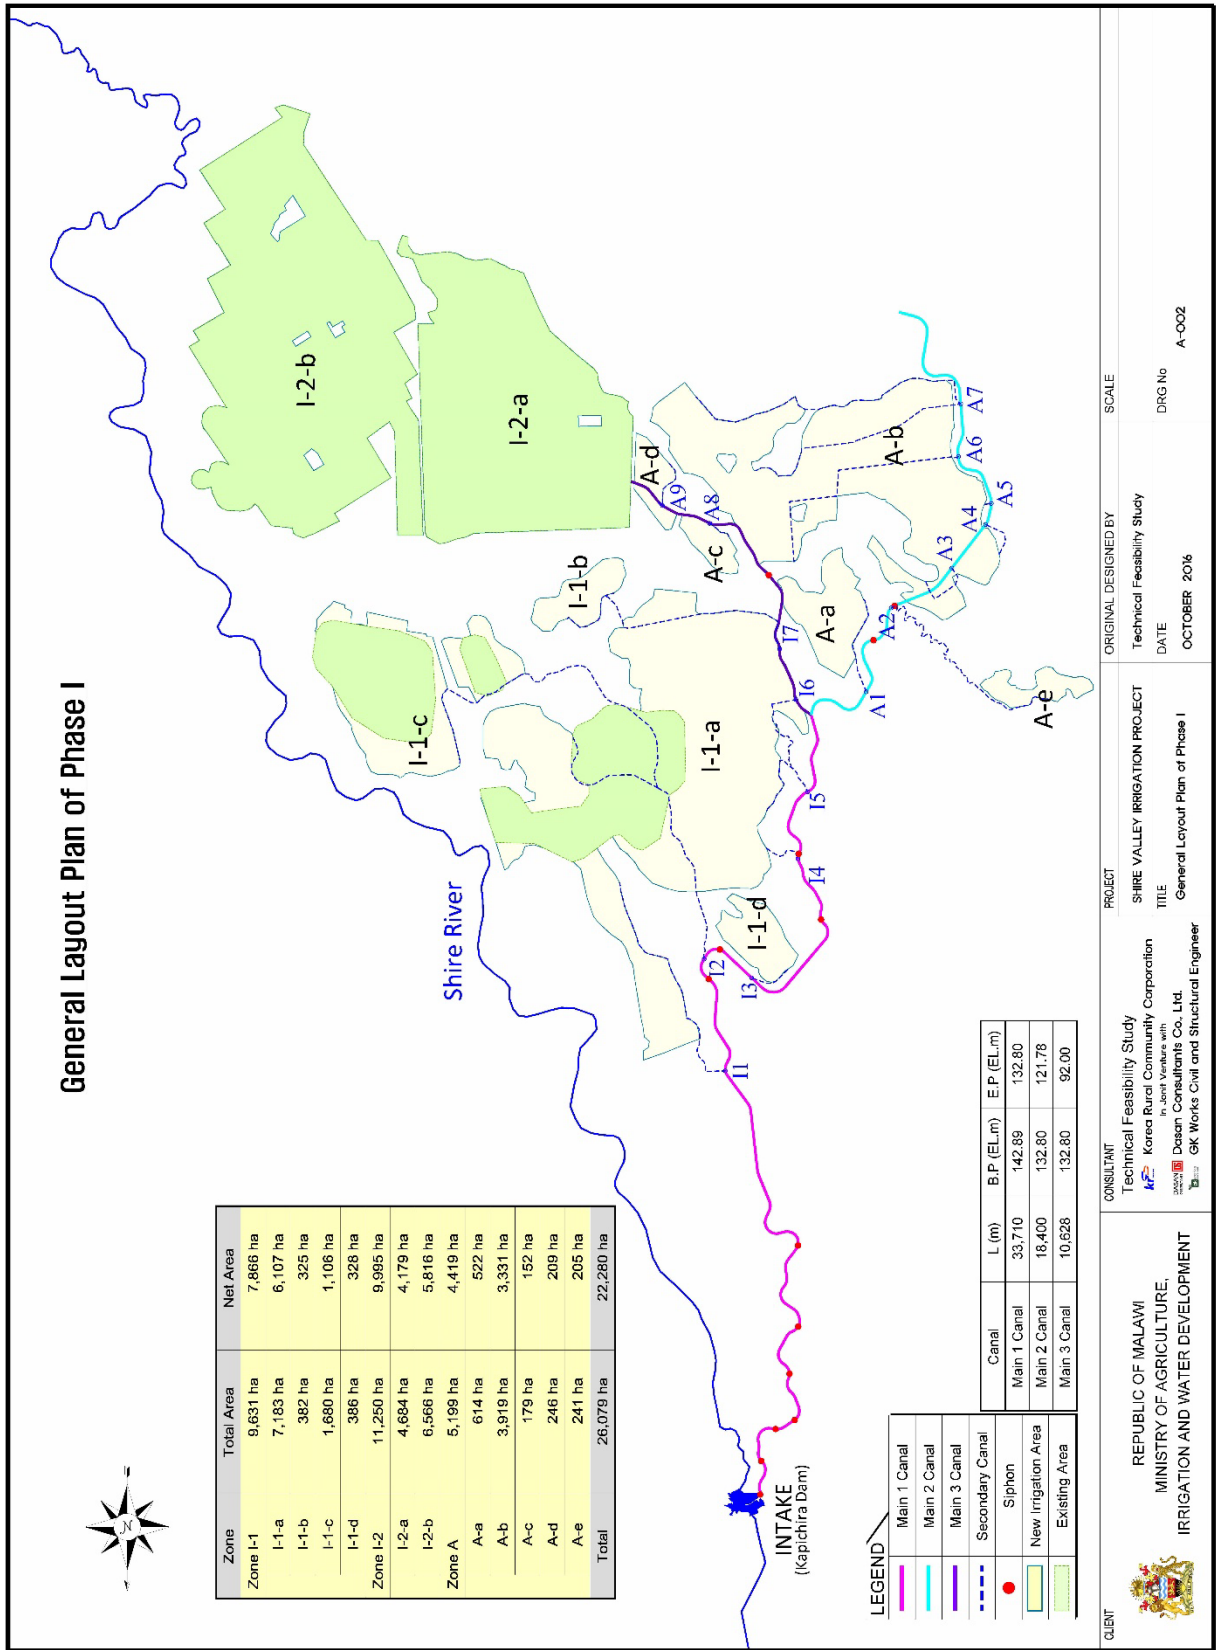 General Layout Plan of Phase I
Zone Total Area Net Area
Zone I-1 9,631 ha 7,866 ha
I-1-a 7,183 ha 6,107 ha
I-1-b 382 ha 325 ha
I-1-c 1,680 ha 1,106 ha
I-1-d 386 ha 328 ha
Zone I-2 11,250 ha 9,995 ha
I-2-a 4,684 ha 4,179 ha
I-2-b 6,566 ha 5,816 ha
Zone A 5,199 ha 4,419 ha
A-a 614 ha 522 ha
A-b 3,919 ha 3,331 ha
A-c 179 ha 152 ha
A-d 246 ha 209 ha
A-e 241 ha 205 ha
Total 26,079 ha 22,280 ha
N
Shire River
I-2-b
I-2-a
I-1-c
I-1-b
I-1-a
I-1-d
A-d
A-c
A-a
A-b
A-e
I1
I2
I3
I4
I5
I6
I7
A1
A2
A3
A4
A5
A6
A7
A8
A9
INTAKE
(Kapichira Dam)
LEGEND
Main 1 Canal
Main 2 Canal
Main 3 Canal
Secondary Canal
Siphon
New Irrigation Area
Existing Area
Canal L (m) B.P (EL.m) E.P (EL.m)
Main 1 Canal 33,710 142.89 132.80
Main 2 Canal 18,400 132.80 121.78
Main 3 Canal 10,628 132.80 92.00
CLIENT
REPUBLIC OF MALAWI
MINISTRY OF AGRICULTURE,
IRRIGATION AND WATER DEVELOPMENT
CONSULTANT
Technical Feasibility Study
Korea Rural Community Corporation
in Jonit Venture with
Dasan Consultants Co., Ltd.
GK Works Civil and Structural Engineer
PROJECT
SHIRE VALLEY IRRIGATION PROJECT
TITLE
General Layout Plan of Phase I
ORIGINAL DESIGNED BY
Technical Feasibility Study
DATE
OCTOBER 2016
SCALE
DRG No
A-002